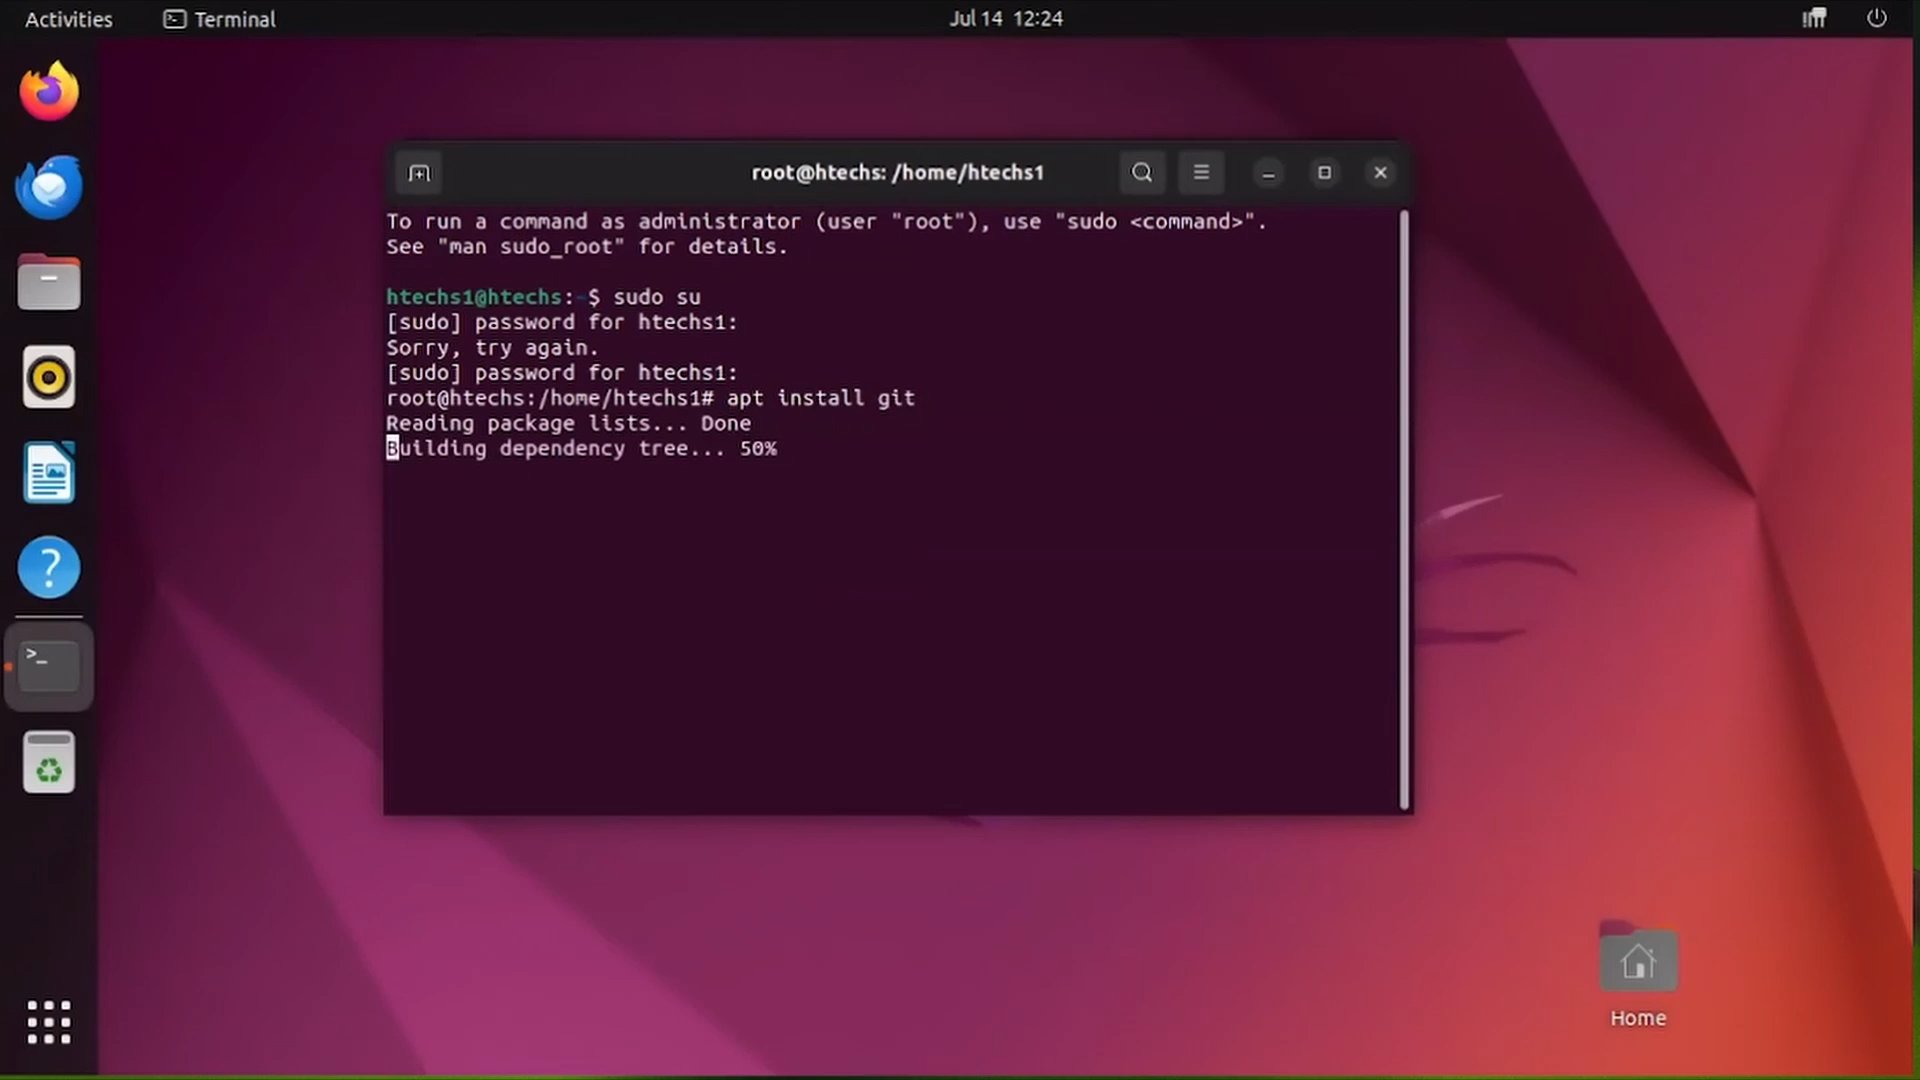 Activities Terminal Jul 14 12:24
root@htechs: /home/htechs1
To run a command as administrator (user "root"), use "sudo <command>".
See "man sudo_root" for details.
htechs1@htechs:~$ sudo su
[sudo] password for htechs1:
Sorry, try again.
[sudo] password for htechs1:
root@htechs:/home/htechs1# apt install git
Reading package lists... Done
Building dependency tree... 50%
Home